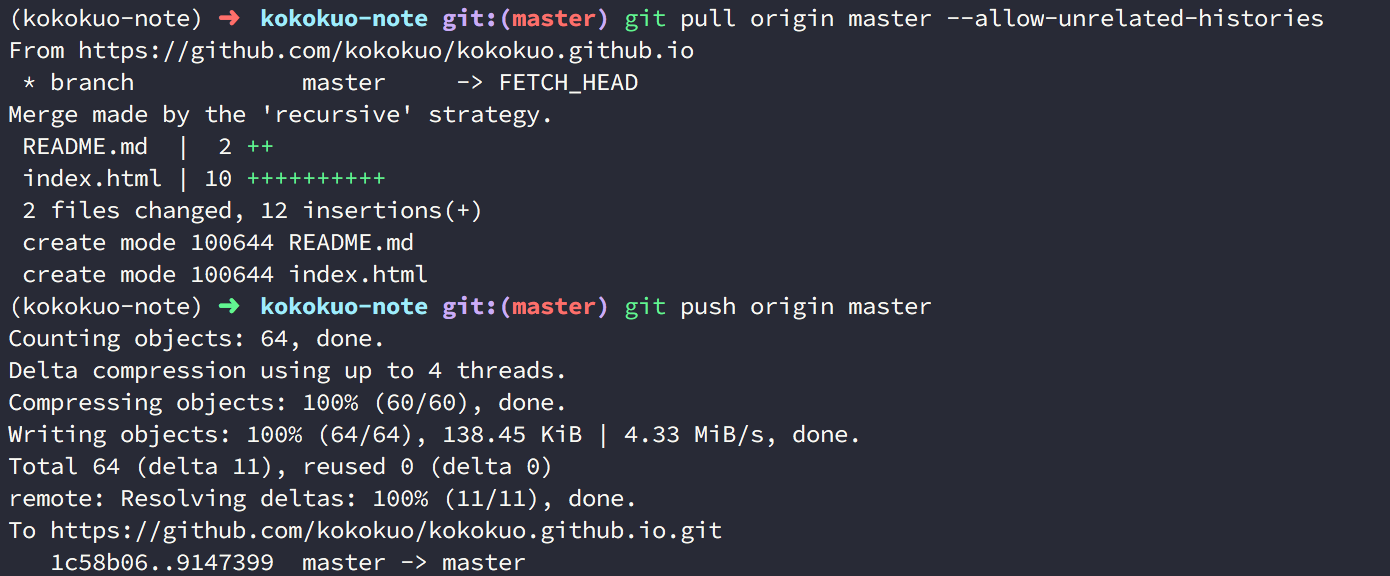 (kokokuo-note) ➜ kokokuo-note git:(master) git pull origin master --allow-unrelated-histories
From https://github.com/kokokuo/kokokuo.github.io
 * branch            master     -> FETCH_HEAD
Merge made by the 'recursive' strategy.
 README.md  |  2 ++
 index.html | 10 ++++++++++
 2 files changed, 12 insertions(+)
 create mode 100644 README.md
 create mode 100644 index.html
(kokokuo-note) ➜ kokokuo-note git:(master) git push origin master
Counting objects: 64, done.
Delta compression using up to 4 threads.
Compressing objects: 100% (60/60), done.
Writing objects: 100% (64/64), 138.45 KiB | 4.33 MiB/s, done.
Total 64 (delta 11), reused 0 (delta 0)
remote: Resolving deltas: 100% (11/11), done.
To https://github.com/kokokuo/kokokuo.github.io.git
   1c58b06..9147399  master -> master